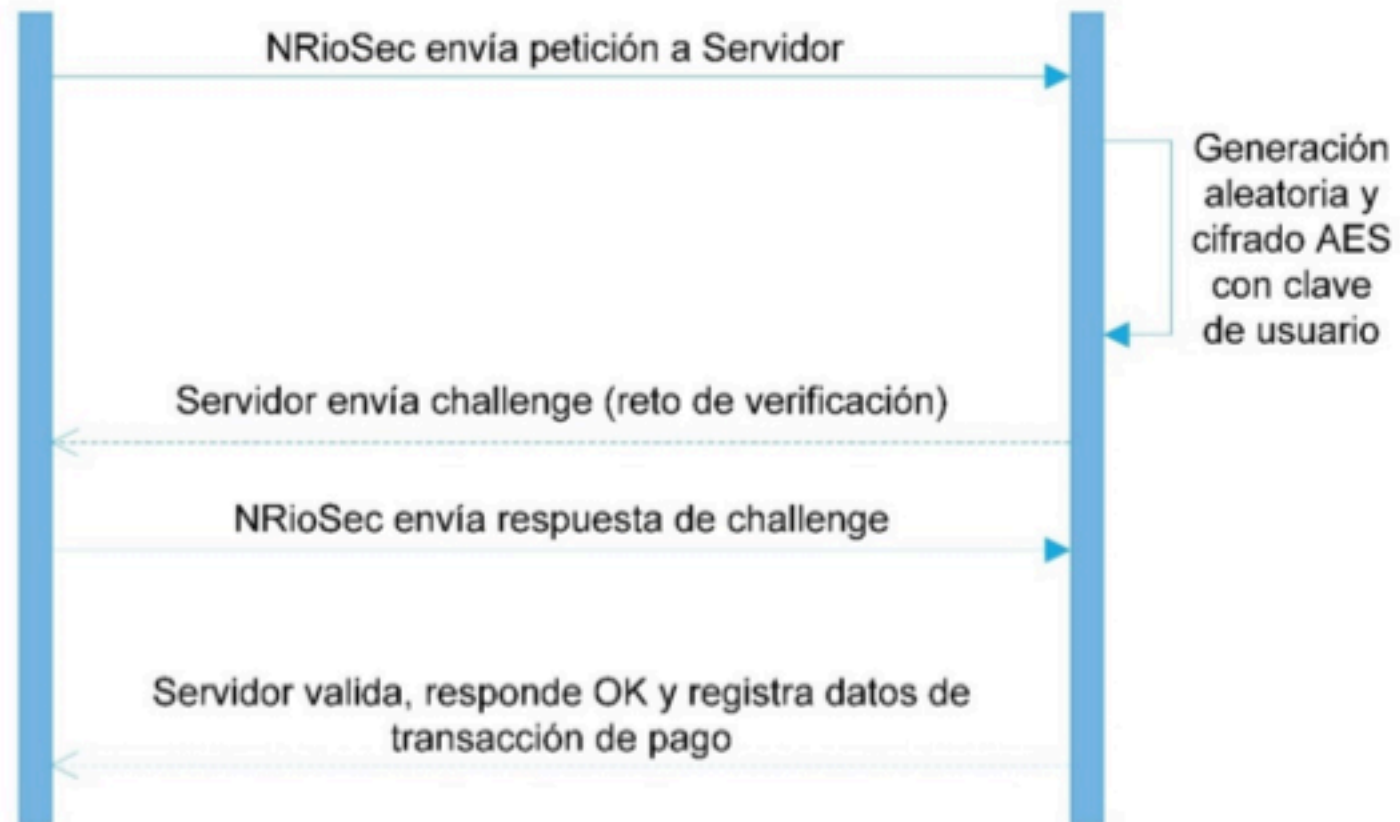 NRioSec envía petición a Servidor
Generación
aleatoria y
cifrado AES
con clave
de usuario
Servidor envía challenge (reto de verificación)
NRioSec envía respuesta de challenge
Servidor valida, responde OK y registra datos de
transacción de pago